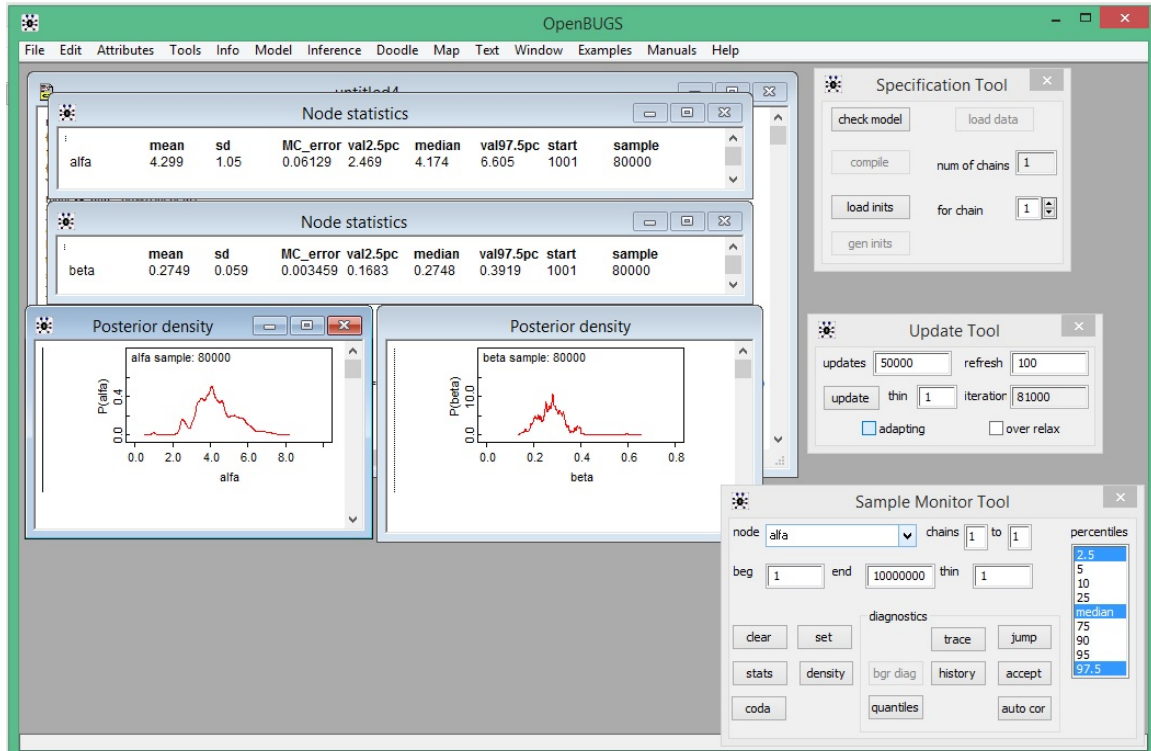 OpenBUGS
File Edit Attributes Tools Info Model Inference Doodle Map Text Window Examples Manuals Help
Node statistics
mean sd MC_error val2.5pc median val97.5pc start sample
alfa 4.299 1.05 0.06129 2.469 4.174 6.605 1001 80000
Node statistics
mean sd MC_error val2.5pc median val97.5pc start sample
beta 0.2749 0.059 0.003459 0.1683 0.2748 0.3919 1001 80000
Posterior density
alfa sample: 80000
P(alfa)
0.0 0.4
0.0 2.0 4.0 6.0 8.0
alfa
Posterior density
beta sample: 80000
P(beta)
0.0 10.0
0.0 0.2 0.4 0.6 0.8
beta
Specification Tool
check model load data
compile num of chains 1
load inits for chain 1
gen inits
Update Tool
updates 50000 refresh 100
update thin 1 iteration 81000
adapting over relax
Sample Monitor Tool
node alfa chains 1 to 1 percentiles
beg 1 end 10000000 thin 1
2.5
5
10
25
median
75
90
95
97.5
diagnostics
clear set trace jump
stats density bgr diag history accept
coda quantiles auto cor